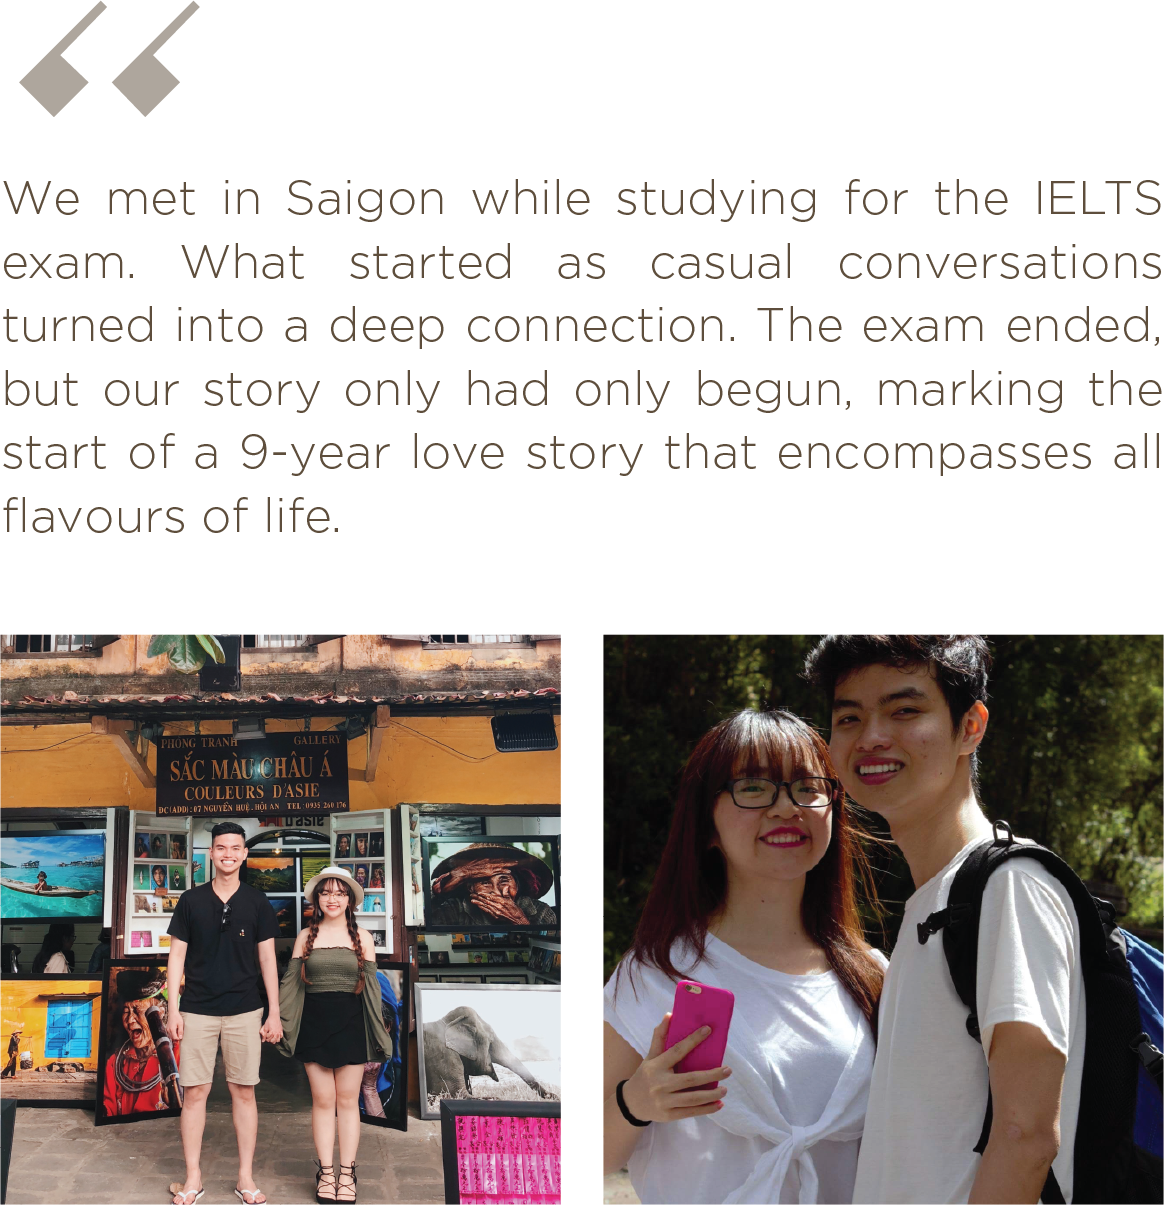 We met in Saigon while studying for the IELTS
exam. What started as casual conversations
turned into a deep connection. The exam ended,
but our story only had only begun, marking the
start of a 9-year love story that encompasses all
flavours of life.
PHÒNG TRANH GALLERY
SẮC MÀU CHÂU Á
COULEURS D'ASIE
ĐC(ADD): 07 NGUYỄN HUỆ. HỘI AN TEL: 0935 260 176
D'ASIE